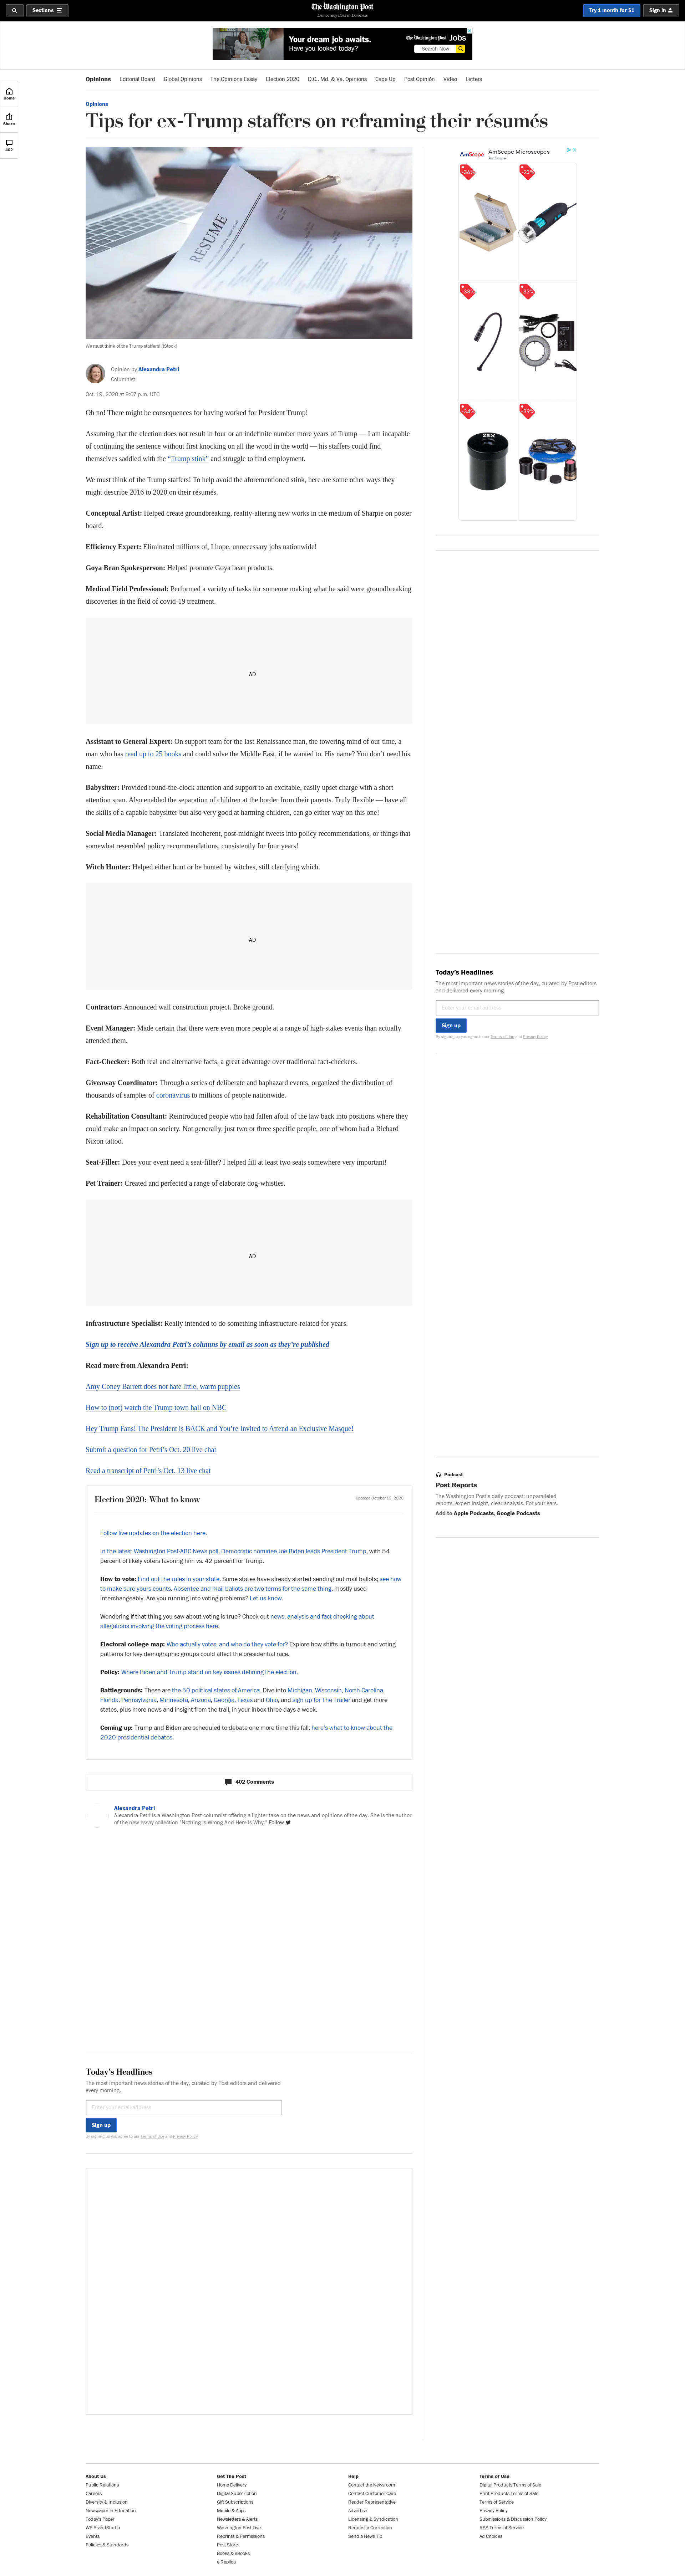 Sections
The Washington Post
Democracy Dies in Darkness
Try 1 month for $1
Sign in
Your dream job awaits.
Have you looked today?
The Washington Post Jobs
Search Now
Opinions
Editorial Board
Global Opinions
The Opinions Essay
Election 2020
D.C., Md. & Va. Opinions
Cape Up
Post Opinión
Video
Letters
Home
Share
402
Opinions
Tips for ex-Trump staffers on reframing their résumés
RESUME
We must think of the Trump staffers! (iStock)
Opinion by Alexandra Petri
Columnist
Oct. 19, 2020 at 9:07 p.m. UTC
Oh no! There might be consequences for having worked for President Trump!
Assuming that the election does not result in four or an indefinite number more years of Trump — I am incapable
of continuing the sentence without first knocking on all the wood in the world — his staffers could find
themselves saddled with the “Trump stink” and struggle to find employment.
We must think of the Trump staffers! To help avoid the aforementioned stink, here are some other ways they
might describe 2016 to 2020 on their résumés.
Conceptual Artist: Helped create groundbreaking, reality-altering new works in the medium of Sharpie on poster
board.
Efficiency Expert: Eliminated millions of, I hope, unnecessary jobs nationwide!
Goya Bean Spokesperson: Helped promote Goya bean products.
Medical Field Professional: Performed a variety of tasks for someone making what he said were groundbreaking
discoveries in the field of covid-19 treatment.
AD
Assistant to General Expert: On support team for the last Renaissance man, the towering mind of our time, a
man who has read up to 25 books and could solve the Middle East, if he wanted to. His name? You don’t need his
name.
Babysitter: Provided round-the-clock attention and support to an excitable, easily upset charge with a short
attention span. Also enabled the separation of children at the border from their parents. Truly flexible — have all
the skills of a capable babysitter but also very good at harming children, can go either way on this one!
Social Media Manager: Translated incoherent, post-midnight tweets into policy recommendations, or things that
somewhat resembled policy recommendations, consistently for four years!
Witch Hunter: Helped either hunt or be hunted by witches, still clarifying which.
AD
Contractor: Announced wall construction project. Broke ground.
Event Manager: Made certain that there were even more people at a range of high-stakes events than actually
attended them.
Fact-Checker: Both real and alternative facts, a great advantage over traditional fact-checkers.
Giveaway Coordinator: Through a series of deliberate and haphazard events, organized the distribution of
thousands of samples of coronavirus to millions of people nationwide.
Rehabilitation Consultant: Reintroduced people who had fallen afoul of the law back into positions where they
could make an impact on society. Not generally, just two or three specific people, one of whom had a Richard
Nixon tattoo.
Seat-Filler: Does your event need a seat-filler? I helped fill at least two seats somewhere very important!
Pet Trainer: Created and perfected a range of elaborate dog-whistles.
AD
Infrastructure Specialist: Really intended to do something infrastructure-related for years.
Sign up to receive Alexandra Petri’s columns by email as soon as they’re published
Read more from Alexandra Petri:
Amy Coney Barrett does not hate little, warm puppies
How to (not) watch the Trump town hall on NBC
Hey Trump Fans! The President is BACK and You’re Invited to Attend an Exclusive Masque!
Submit a question for Petri’s Oct. 20 live chat
Read a transcript of Petri’s Oct. 13 live chat
Election 2020: What to know
Updated October 19, 2020
Follow live updates on the election here.
In the latest Washington Post-ABC News poll, Democratic nominee Joe Biden leads President Trump, with 54
percent of likely voters favoring him vs. 42 percent for Trump.
How to vote: Find out the rules in your state. Some states have already started sending out mail ballots; see how
to make sure yours counts. Absentee and mail ballots are two terms for the same thing, mostly used
interchangeably. Are you running into voting problems? Let us know.
Wondering if that thing you saw about voting is true? Check out news, analysis and fact checking about
allegations involving the voting process here.
Electoral college map: Who actually votes, and who do they vote for? Explore how shifts in turnout and voting
patterns for key demographic groups could affect the presidential race.
Policy: Where Biden and Trump stand on key issues defining the election.
Battlegrounds: These are the 50 political states of America. Dive into Michigan, Wisconsin, North Carolina,
Florida, Pennsylvania, Minnesota, Arizona, Georgia, Texas and Ohio, and sign up for The Trailer and get more
states, plus more news and insight from the trail, in your inbox three days a week.
Coming up: Trump and Biden are scheduled to debate one more time this fall; here’s what to know about the
2020 presidential debates.
402 Comments
Alexandra Petri
Alexandra Petri is a Washington Post columnist offering a lighter take on the news and opinions of the day. She is the author
of the new essay collection "Nothing Is Wrong And Here Is Why." Follow
Today’s Headlines
The most important news stories of the day, curated by Post editors and delivered
every morning.
Enter your email address
Sign up
By signing up you agree to our Terms of Use and Privacy Policy
AmScope
AmScope Microscopes
AmScope
-36%
-23%
-33%
-33%
-34%
25X
-39%
Today’s Headlines
The most important news stories of the day, curated by Post editors
and delivered every morning.
Enter your email address
Sign up
By signing up you agree to our Terms of Use and Privacy Policy
Podcast
Post Reports
The Washington Post’s daily podcast: unparalleled
reports, expert insight, clear analysis. For your ears.
Add to Apple Podcasts, Google Podcasts
About Us
Public Relations
Careers
Diversity & Inclusion
Newspaper in Education
Today's Paper
WP BrandStudio
Events
Policies & Standards
Get The Post
Home Delivery
Digital Subscription
Gift Subscriptions
Mobile & Apps
Newsletters & Alerts
Washington Post Live
Reprints & Permissions
Post Store
Books & eBooks
e-Replica
Help
Contact the Newsroom
Contact Customer Care
Reader Representative
Advertise
Licensing & Syndication
Request a Correction
Send a News Tip
Terms of Use
Digital Products Terms of Sale
Print Products Terms of Sale
Terms of Service
Privacy Policy
Submissions & Discussion Policy
RSS Terms of Service
Ad Choices